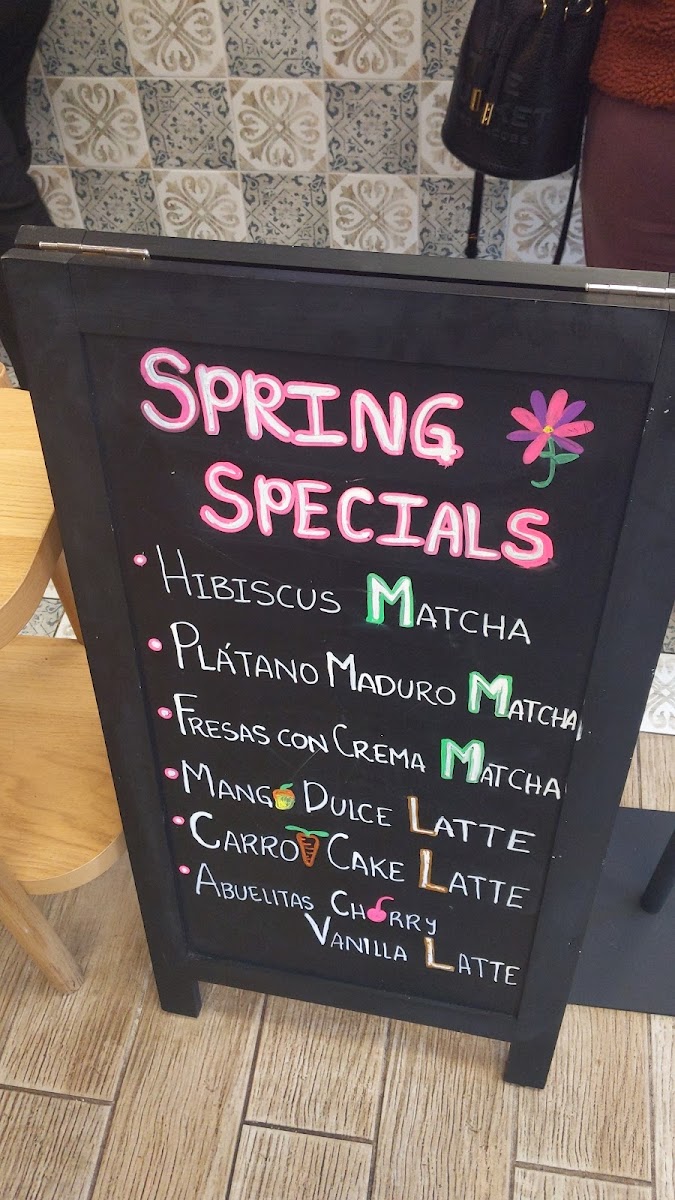 SPRING
SPECIALS
• HIBISCUS MATCHA
• PLÁTANO MADURO MATCHA
• FRESAS CON CREMA MATCHA
• MANGO DULCE LATTE
• CARROT CAKE LATTE
• ABUELITAS CHERRY
VANILLA LATTE